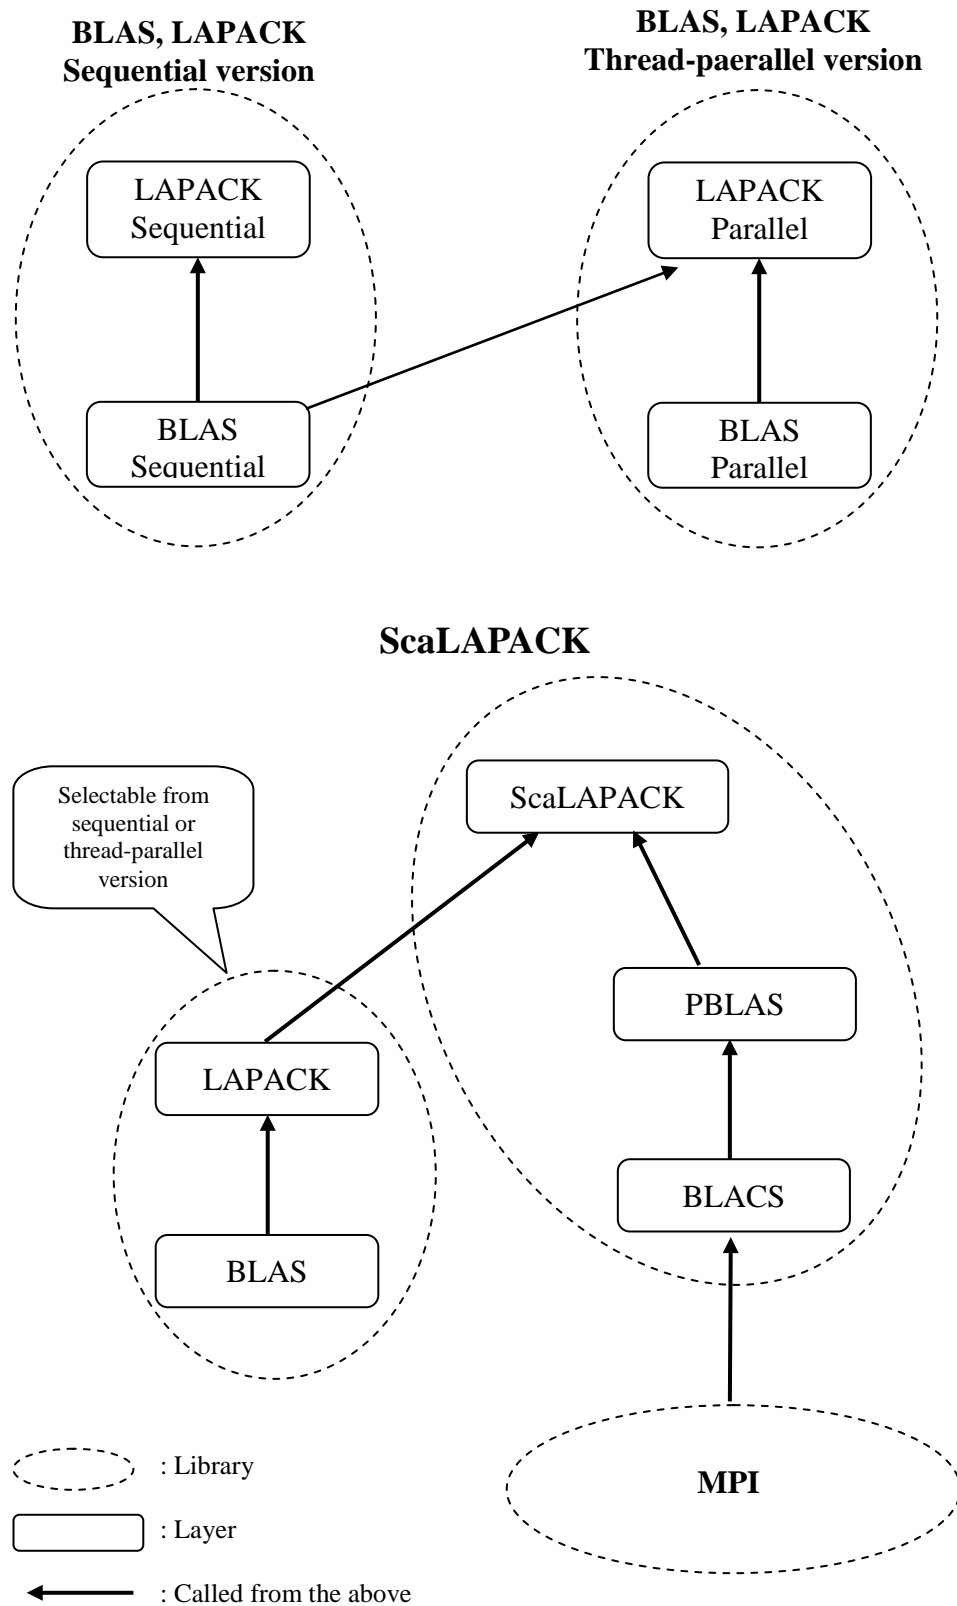 BLAS, LAPACK
Sequential version
BLAS, LAPACK
Thread-paerallel version
LAPACK
Sequential
LAPACK
Parallel
BLAS
Sequential
BLAS
Parallel
ScaLAPACK
ScaLAPACK
Selectable from
sequential or
thread-parallel
version
PBLAS
LAPACK
BLACS
BLAS
MPI
: Library
: Layer
: Called from the above